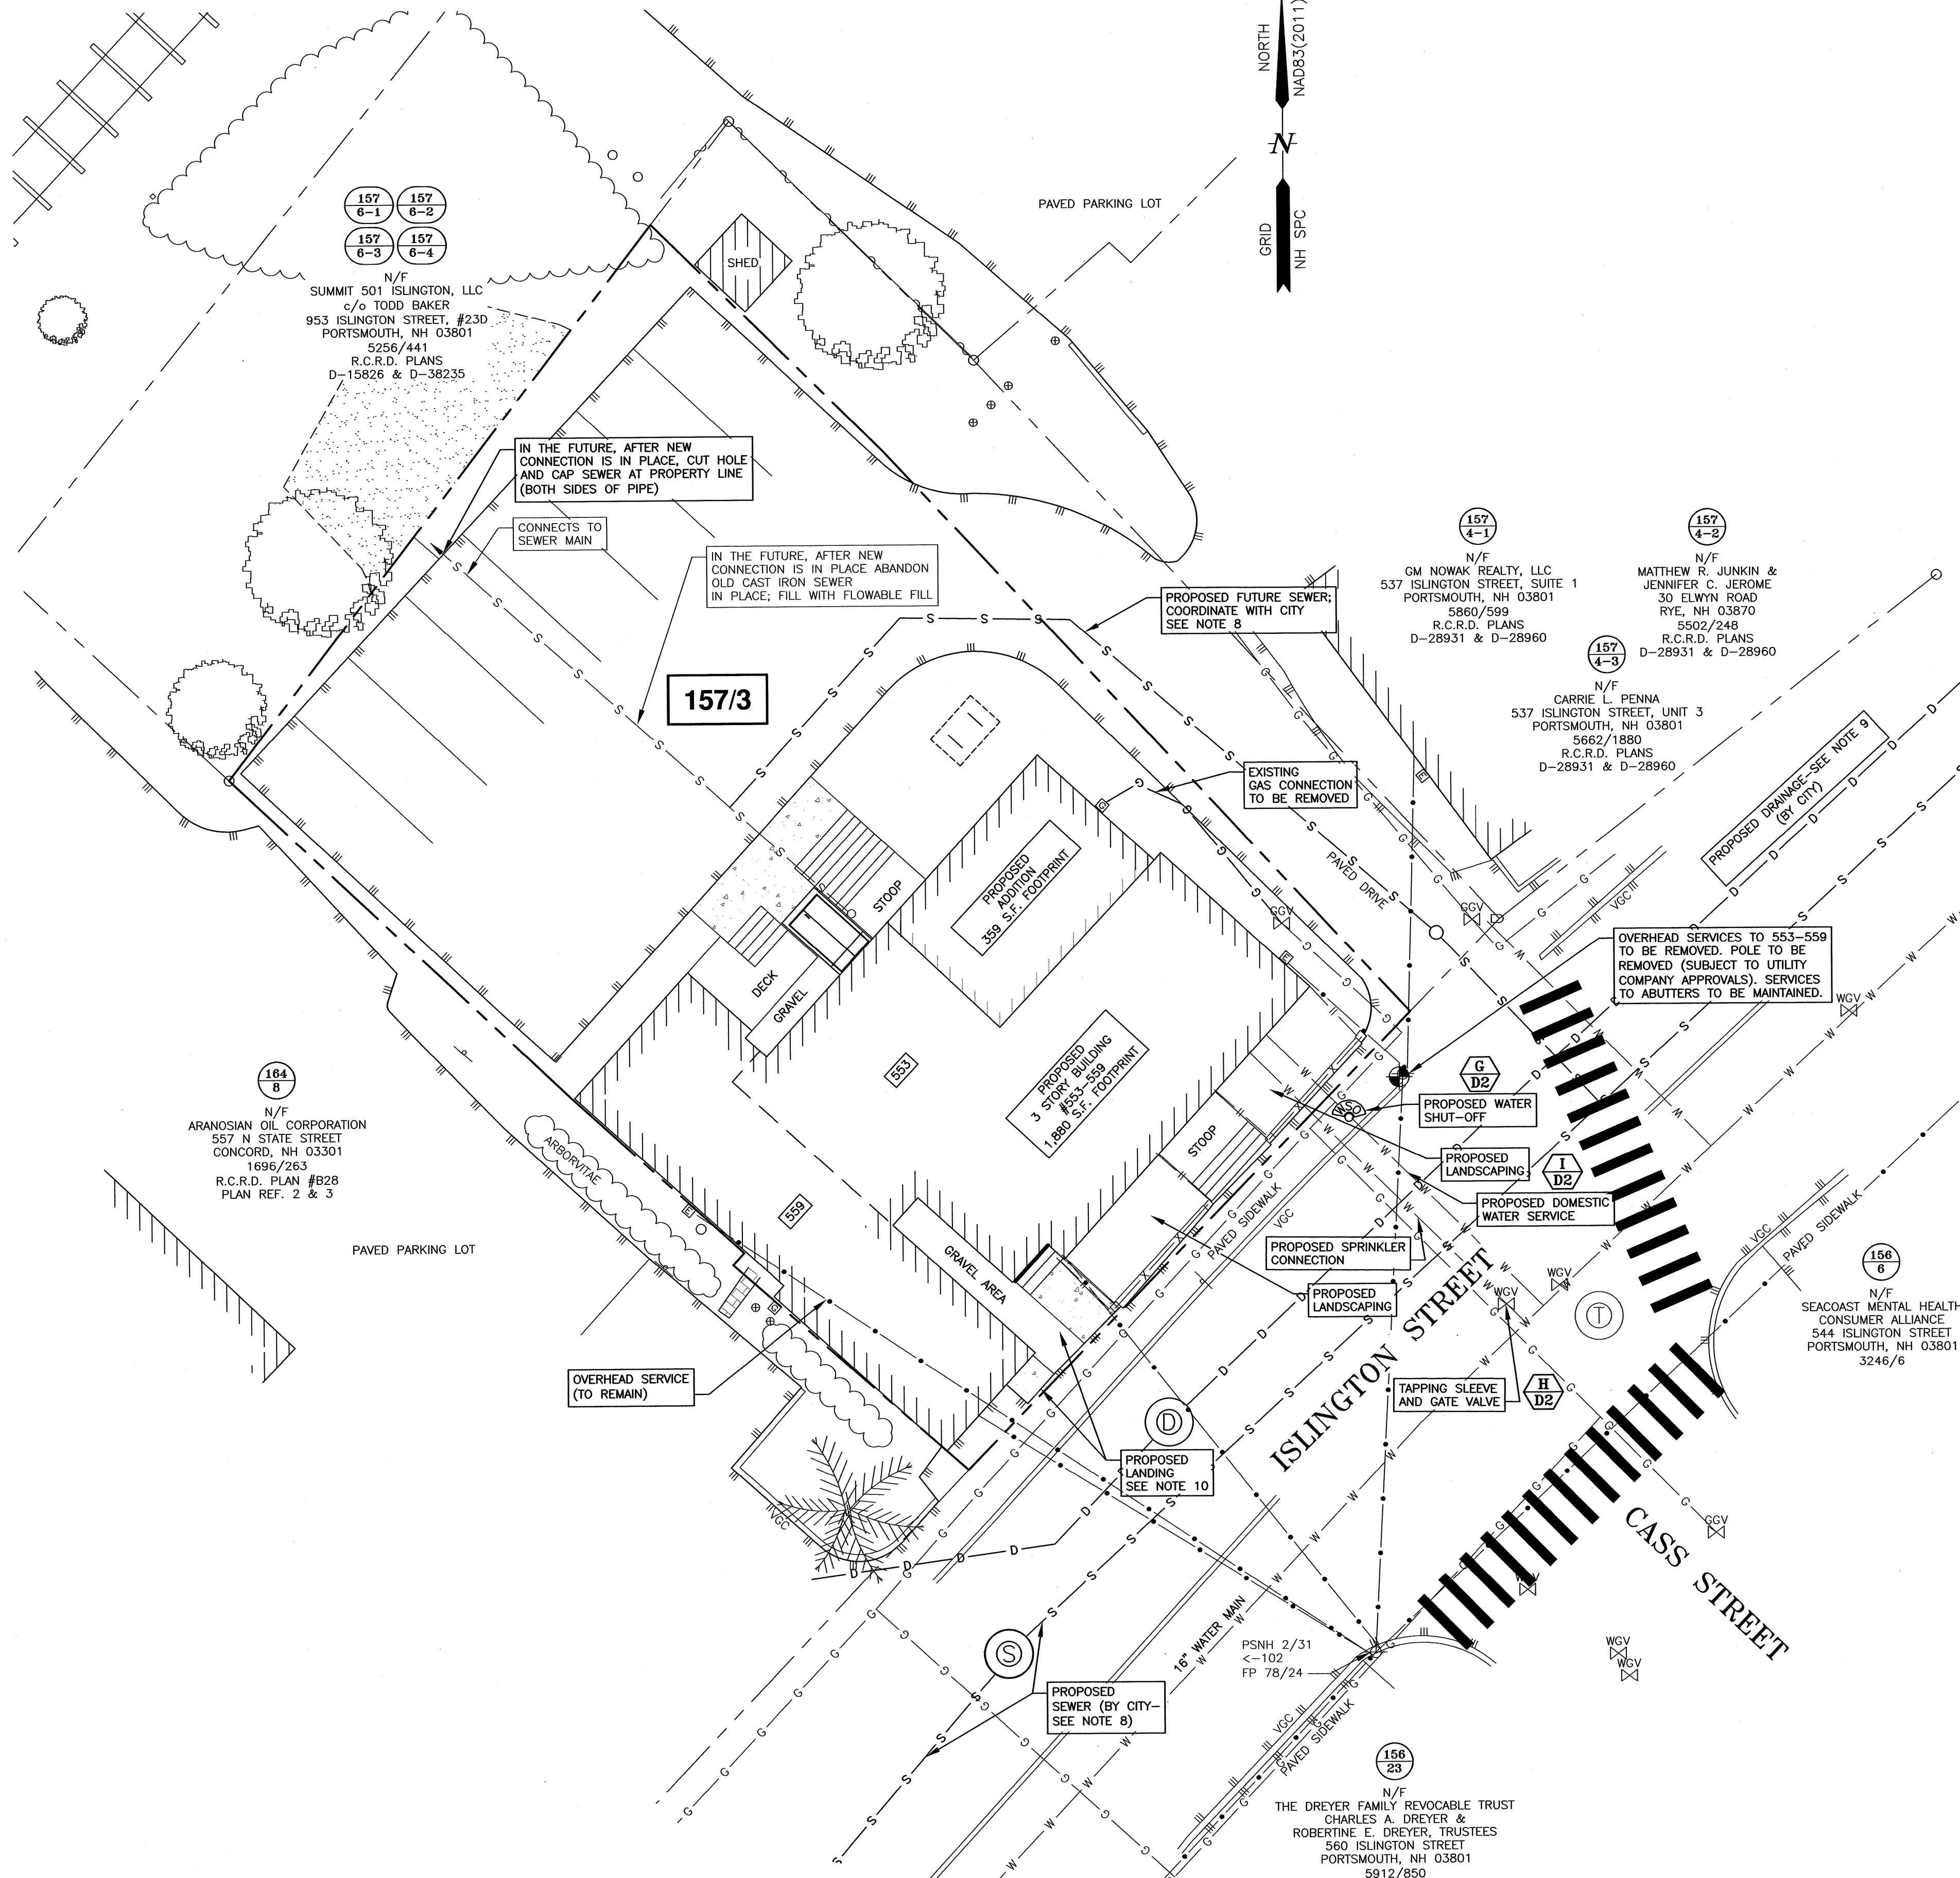 NORTH
NAD83(2011)
N
GRID
NH SPC
157
6-1
157
6-2
157
6-3
157
6-4
N/F
SUMMIT 501 ISLINGTON, LLC
c/o TODD BAKER
953 ISLINGTON STREET, #23D
PORTSMOUTH, NH 03801
5256/441
R.C.R.D. PLANS
D-15826 & D-38235
SHED
PAVED PARKING LOT
IN THE FUTURE, AFTER NEW
CONNECTION IS IN PLACE, CUT HOLE
AND CAP SEWER AT PROPERTY LINE
(BOTH SIDES OF PIPE)
CONNECTS TO
SEWER MAIN
IN THE FUTURE, AFTER NEW
CONNECTION IS IN PLACE ABANDON
OLD CAST IRON SEWER
IN PLACE; FILL WITH FLOWABLE FILL
157/3
PROPOSED FUTURE SEWER;
COORDINATE WITH CITY
SEE NOTE 8
157
4-1
N/F
GM NOWAK REALTY, LLC
537 ISLINGTON STREET, SUITE 1
PORTSMOUTH, NH 03801
5860/599
R.C.R.D. PLANS
D-28931 & D-28960
157
4-2
N/F
MATTHEW R. JUNKIN &
JENNIFER C. JEROME
30 ELWYN ROAD
RYE, NH 03870
5502/248
R.C.R.D. PLANS
D-28931 & D-28960
157
4-3
N/F
CARRIE L. PENNA
537 ISLINGTON STREET, UNIT 3
PORTSMOUTH, NH 03801
5662/1880
R.C.R.D. PLANS
D-28931 & D-28960
EXISTING
GAS CONNECTION
TO BE REMOVED
PROPOSED DRAINAGE-SEE NOTE 9
(BY CITY)
PAVED DRIVE
GGV
GGV
VGC
PROPOSED
ADDITION
359 S.F. FOOTPRINT
STOOP
DECK
GRAVEL
OVERHEAD SERVICES TO 553-559
TO BE REMOVED. POLE TO BE
REMOVED (SUBJECT TO UTILITY
COMPANY APPROVALS). SERVICES
TO ABUTTERS TO BE MAINTAINED.
WGV
553
PROPOSED
3 STORY BUILDING
#553-559
1,880 S.F. FOOTPRINT
G
D2
PROPOSED WATER
SHUT-OFF
WSO
STOOP
PROPOSED
LANDSCAPING
I
D2
PROPOSED DOMESTIC
WATER SERVICE
164
8
N/F
ARANOSIAN OIL CORPORATION
557 N STATE STREET
CONCORD, NH 03301
1696/263
R.C.R.D. PLAN #B28
PLAN REF. 2 & 3
ARBORVITAE
559
PAVED PARKING LOT
GRAVEL AREA
PAVED SIDEWALK
VGC
PROPOSED SPRINKLER
CONNECTION
PROPOSED
LANDSCAPING
ISLINGTON STREET
WGV
WGV
T
VGC
PAVED SIDEWALK
156
6
N/F
SEACOAST MENTAL HEALTH
CONSUMER ALLIANCE
544 ISLINGTON STREET
PORTSMOUTH, NH 03801
3246/6
OVERHEAD SERVICE
(TO REMAIN)
TAPPING SLEEVE
AND GATE VALVE
H
D2
D
PROPOSED
LANDING
SEE NOTE 10
VGC
GGV
CASS STREET
WGV
WGV
S
16" WATER MAIN
PSNH 2/31
<-102
FP 78/24
PROPOSED
SEWER (BY CITY-
SEE NOTE 8)
VGC
PAVED SIDEWALK
156
23
N/F
THE DREYER FAMILY REVOCABLE TRUST
CHARLES A. DREYER &
ROBERTINE E. DREYER, TRUSTEES
560 ISLINGTON STREET
PORTSMOUTH, NH 03801
5912/850